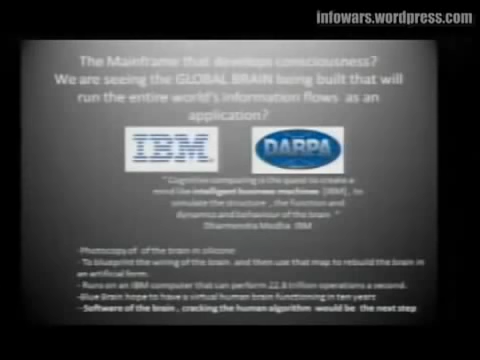 infowars.wordpress.com
The Mainframe that develops consciousness?
We are seeing the GLOBAL BRAIN being built that will
run the entire world's information flows as an
application?
IBM
DARPA
"Cognitive computing is the quest to create a
mind like intelligent business machines [IBM] , to
simulate the structure , the function and
dynamics and behaviour of the brain "
Dharmendra Modha IBM
-Photocopy of of the brain in silicone
- To blueprint the wiring of the brain and then use that map to rebuild the brain in
an artificial form
- Runs on an IBM computer that can perform 22.8 trillion operations a second.
-Blue Brain hope to have a virtual human brain functioning in ten years
-Software of the brain , cracking the human algorithm would be the next step